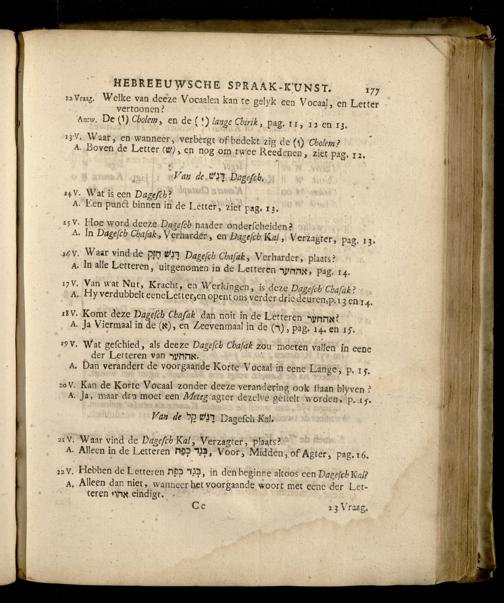 HEBREEUWSCHE SPRAAK-KUNST. 177
12 Vraag. Welke van deeze Vocaalen kan te gelyk een Vocaal, en Letter
vertoonen?
Antw. De (וֹ) Cholem, en de (יִ) lange Chirik, pag. 11, 12 en 13.
13 V. Waar, en wanneer, verbergt of bedekt zig de (וֹ) Cholem?
A. Boven de Letter (שׁ), en nog om twee Reedenen, ziet pag. 12.
Van de דָּגֵשׁ Dagesch.
14 V. Wat is een Dagesch?
A. Een punct binnen in de Letter, ziet pag. 13.
15 V. Hoe word deeze Dagesch naader onderscheiden?
A. In Dagesch Chasak, Verharder, en Dagesch Kal, Verzagter, pag. 13.
16 V. Waar vind de דָּגֵשׁ חָזָק Dagesch Chasak, Verharder, plaats?
A. In alle Letteren, uitgenomen in de Letteren אהחער, pag. 14.
17 V. Van wat Nut, Kracht, en Werkingen, is deeze Dagesch Chasak?
A. Hy verdubbelt eene Letter, en opent ons verder drie deuren, p. 13 en 14.
18 V. Komt deeze Dagesch Chasak dan noit in de Letteren אהחער?
A. Ja Viermaal in de (א), en Zeevenmaal in de (ר), pag. 14. en 15.
19 V. Wat geschied, als deeze Dagesch Chasak zou moeten vallen in eene
der Letteren van אהחער.
A. Dan verandert de voorgaande Korte Vocaal in eene Lange, p. 15.
20 V. Kan de Korte Vocaal zonder deeze verandering ook staan blyven?
A. Ja, maar dan moet een Meteg agter dezelve gestelt worden, p. 15.
Van de דָּגֵשׁ קַל Dagesch Kal.
21 V. Waar vind de Dagesch Kal, Verzagter, plaats?
A. Alleen in de Letteren בְּגַד כְּפַת, Voor, Midden, of Agter, pag. 16.
22 V. Hebben de Letteren בְּגַד כְּפַת, in den beginne altoos een Dagesch Kal?
A. Alleen dan niet, wanneer het voorgaande woort met eene der Let-
teren אהוי eindigt.
Cc 23 Vraag.